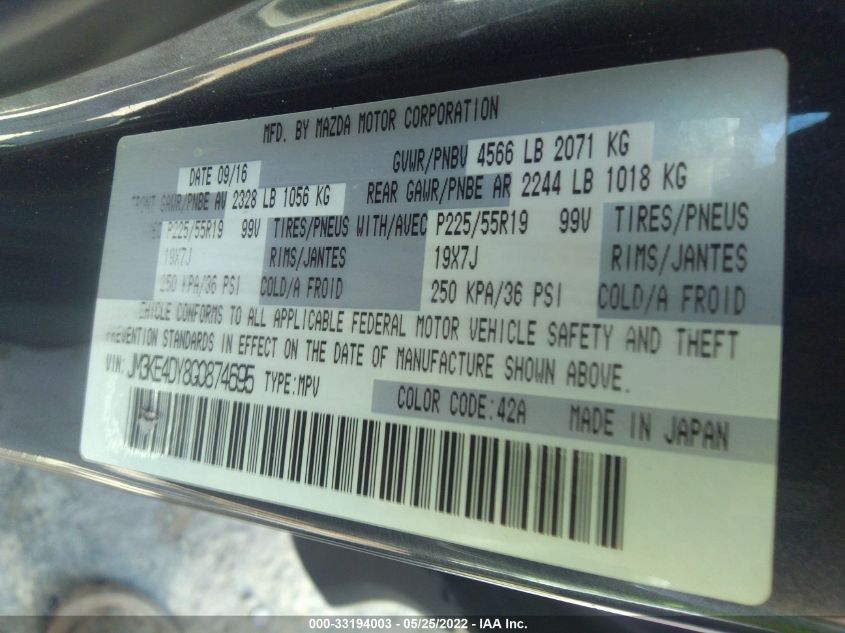 MFD. BY MAZDA MOTOR CORPORATION
DATE 09/16 GVWR/PNBV 4566 LB 2071 KG
FRONT GAWR/PNBE AV 2328 LB 1056 KG REAR GAWR/PNBE AR 2244 LB 1018 KG
P225/55R19 99V TIRES/PNEUS WITH/AVEC P225/55R19 99V TIRES/PNEUS
19X7J RIMS/JANTES 19X7J RIMS/JANTES
250 KPA/36 PSI COLD/A FROID 250 KPA/36 PSI COLD/A FROID
VEHICLE CONFORMS TO ALL APPLICABLE FEDERAL MOTOR VEHICLE SAFETY AND THEFT
PREVENTION STANDARDS IN EFFECT ON THE DATE OF MANUFACTURE SHOWN ABOVE.
VIN: JM3KE4DY8G0874695 TYPE:MPV COLOR CODE:42A MADE IN JAPAN
000-33194003 — 05/25/2022 — IAA Inc.